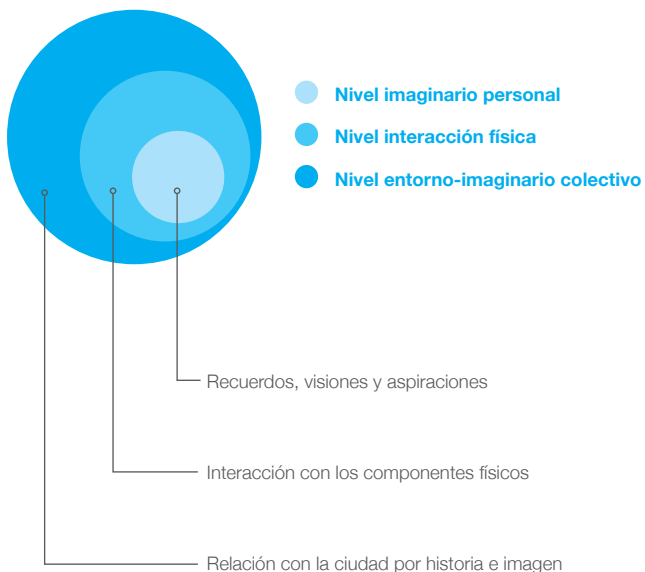 Nivel imaginario personal
Nivel interacción física
Nivel entorno-imaginario colectivo
Recuerdos, visiones y aspiraciones
Interacción con los componentes físicos
Relación con la ciudad por historia e imagen